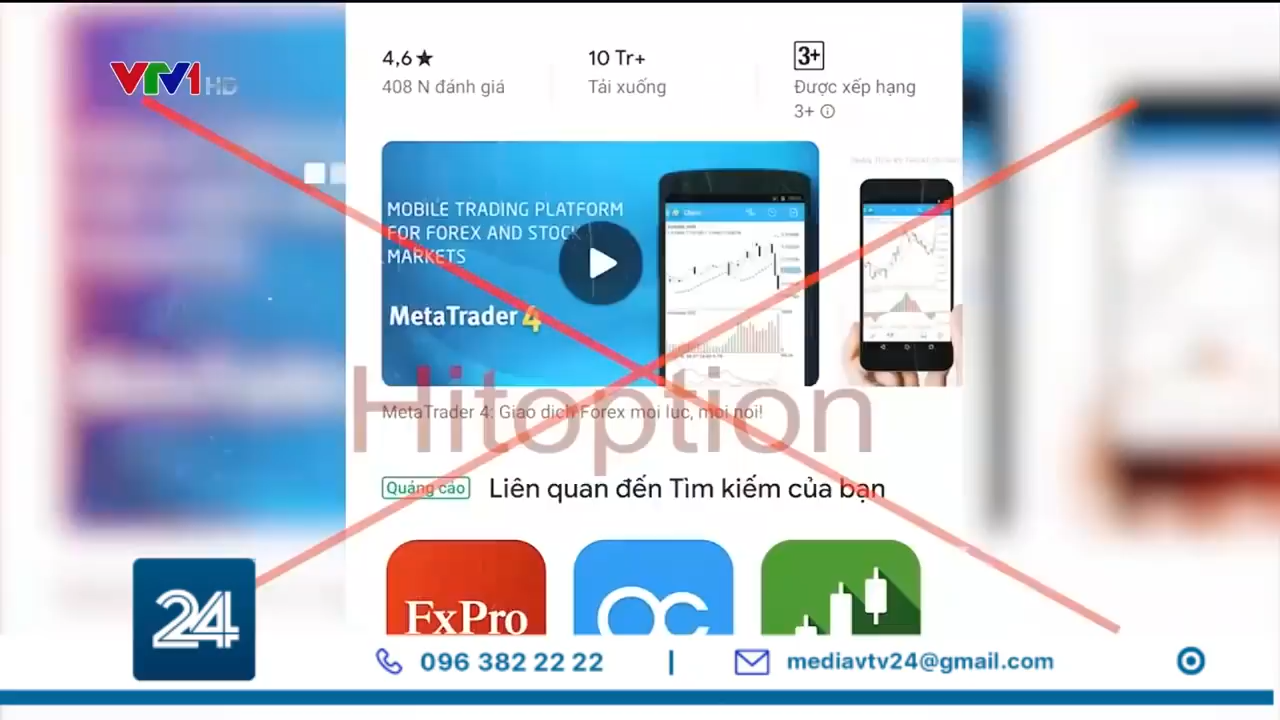 VTV1 HD
4,6★
408 N đánh giá
10 Tr+
Tải xuống
3+
Được xếp hạng
3+
MOBILE TRADING PLATFORM
FOR FOREX AND STOCK
MARKETS
MetaTrader 4
Hitoption
MetaTrader 4: Giao dịch Forex mọi lúc, mọi nơi!
Quảng cáo
Liên quan đến Tìm kiếm của bạn
FxPro
OC
24
096 382 22 22 | mediavtv24@gmail.com